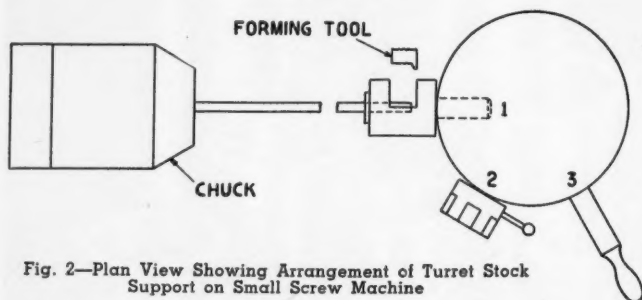 FORMING TOOL
1
2
3
CHUCK
Fig. 2—Plan View Showing Arrangement of Turret Stock
Support on Small Screw Machine